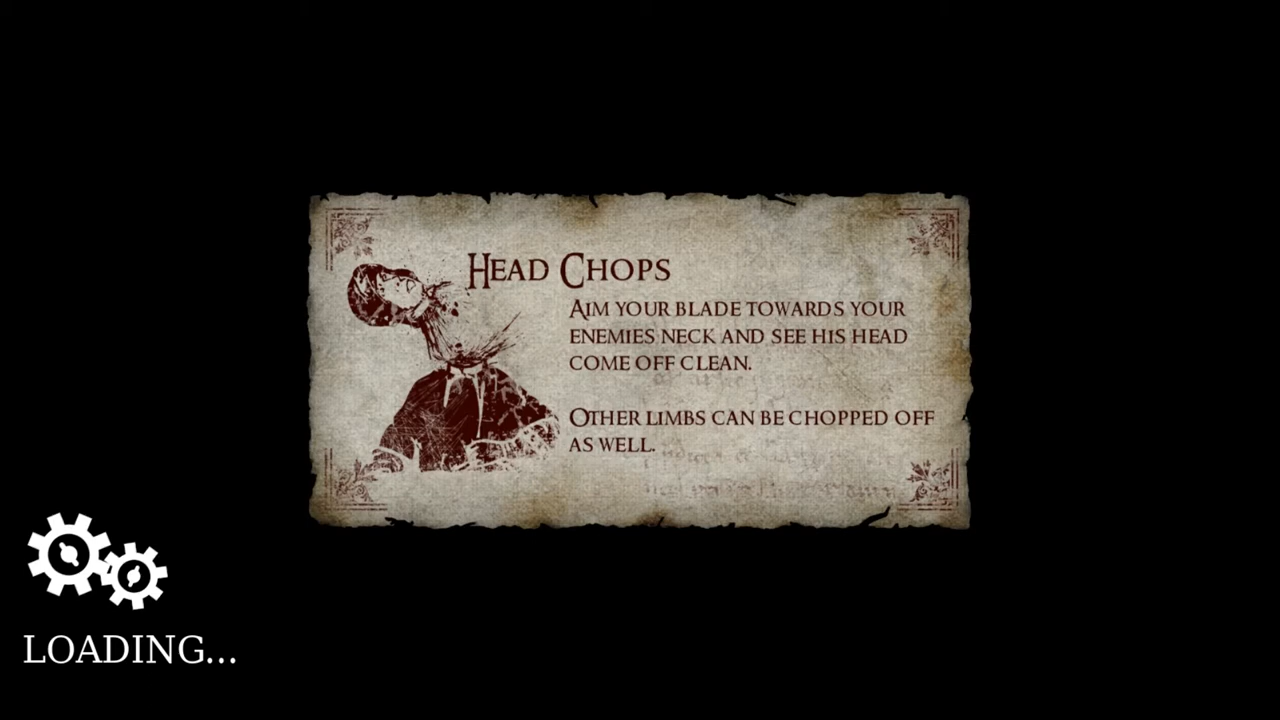 HEAD CHOPS
AIM YOUR BLADE TOWARDS YOUR
ENEMIES NECK AND SEE HIS HEAD
COME OFF CLEAN.
OTHER LIMBS CAN BE CHOPPED OFF
AS WELL.
LOADING...